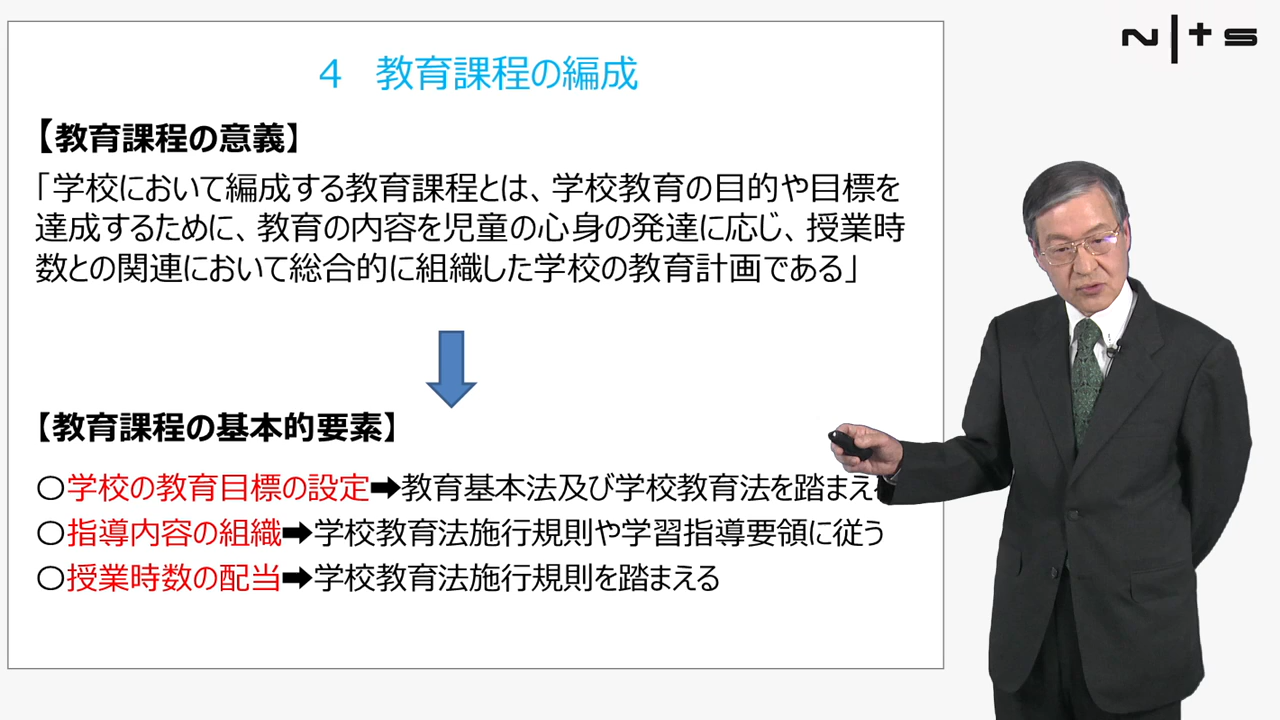 NITS
4 教育課程の編成
【教育課程の意義】
「学校において編成する教育課程とは、学校教育の目的や目標を
達成するために、教育の内容を児童の心身の発達に応じ、授業時
数との関連において総合的に組織した学校の教育計画である」
【教育課程の基本的要素】
○学校の教育目標の設定➡教育基本法及び学校教育法を踏まえ
○指導内容の組織➡学校教育法施行規則や学習指導要領に従う
○授業時数の配当➡学校教育法施行規則を踏まえる